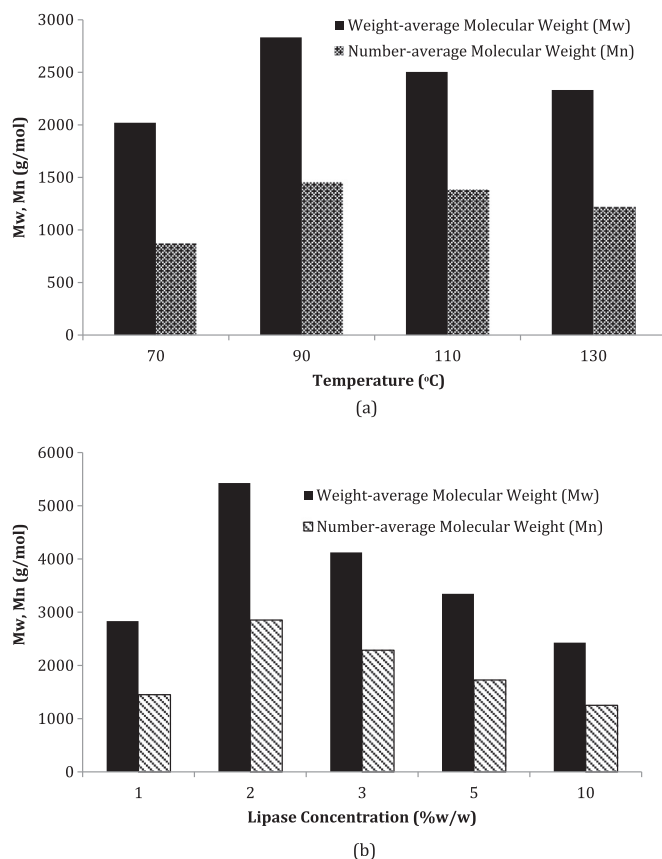 3000
2500
2000
1500
1000
500
0
Mw, Mn (g/mol)
Weight-average Molecular Weight (Mw)
Number-average Molecular Weight (Mn)
70 90 110 130
Temperature (°C)
(a)
6000
5000
4000
3000
2000
1000
0
Mw, Mn (g/mol)
Weight-average Molecular Weight (Mw)
Number-average Molecular Weight (Mn)
1 2 3 5 10
Lipase Concentration (%w/w)
(b)